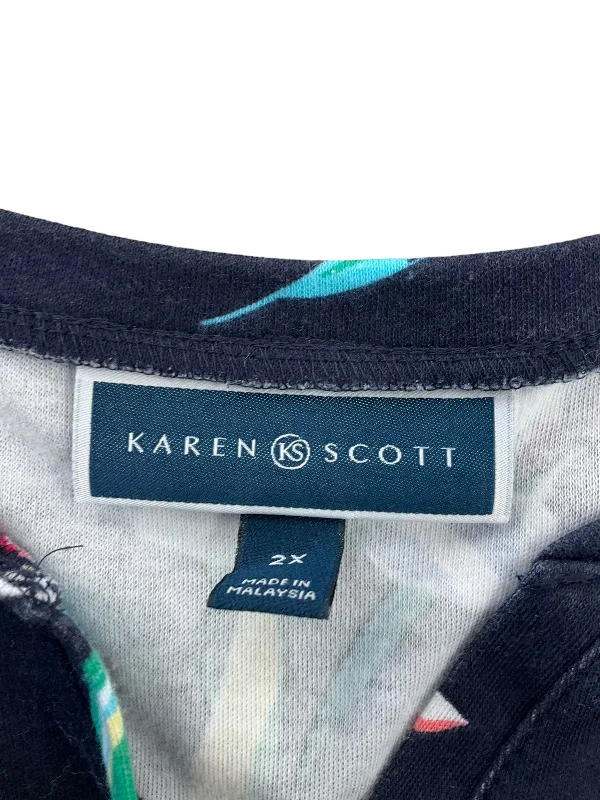 KAREN KS SCOTT
2X
MADE IN
MALAYSIA